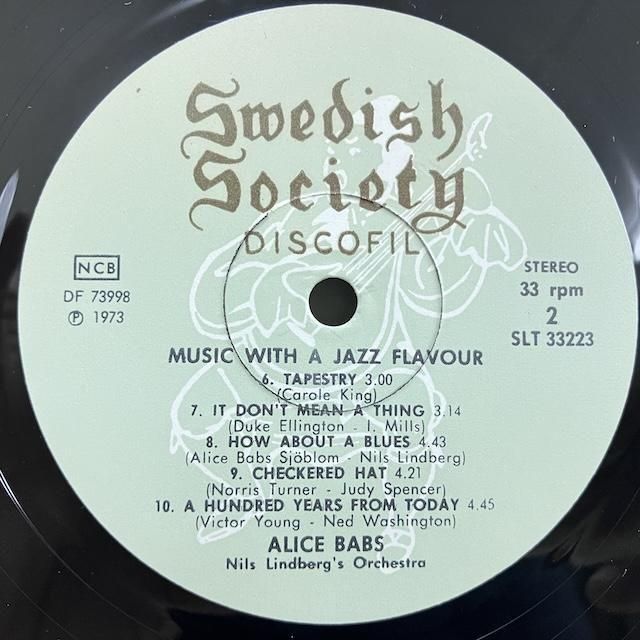 Swedish
Society
DISCOFIL
NCB
DF 73998
℗ 1973
STEREO
33 rpm
2
SLT 33223
MUSIC WITH A JAZZ FLAVOUR
6. TAPESTRY 3.00
(Carole King)
7. IT DON'T MEAN A THING 3.14
(Duke Ellington - I. Mills)
8. HOW ABOUT A BLUES 4.43
(Alice Babs Sjöblom - Nils Lindberg)
9. CHECKERED HAT 4.21
(Norris Turner - Judy Spencer)
10. A HUNDRED YEARS FROM TODAY 4.45
(Victor Young - Ned Washington)
ALICE BABS
Nils Lindberg's Orchestra